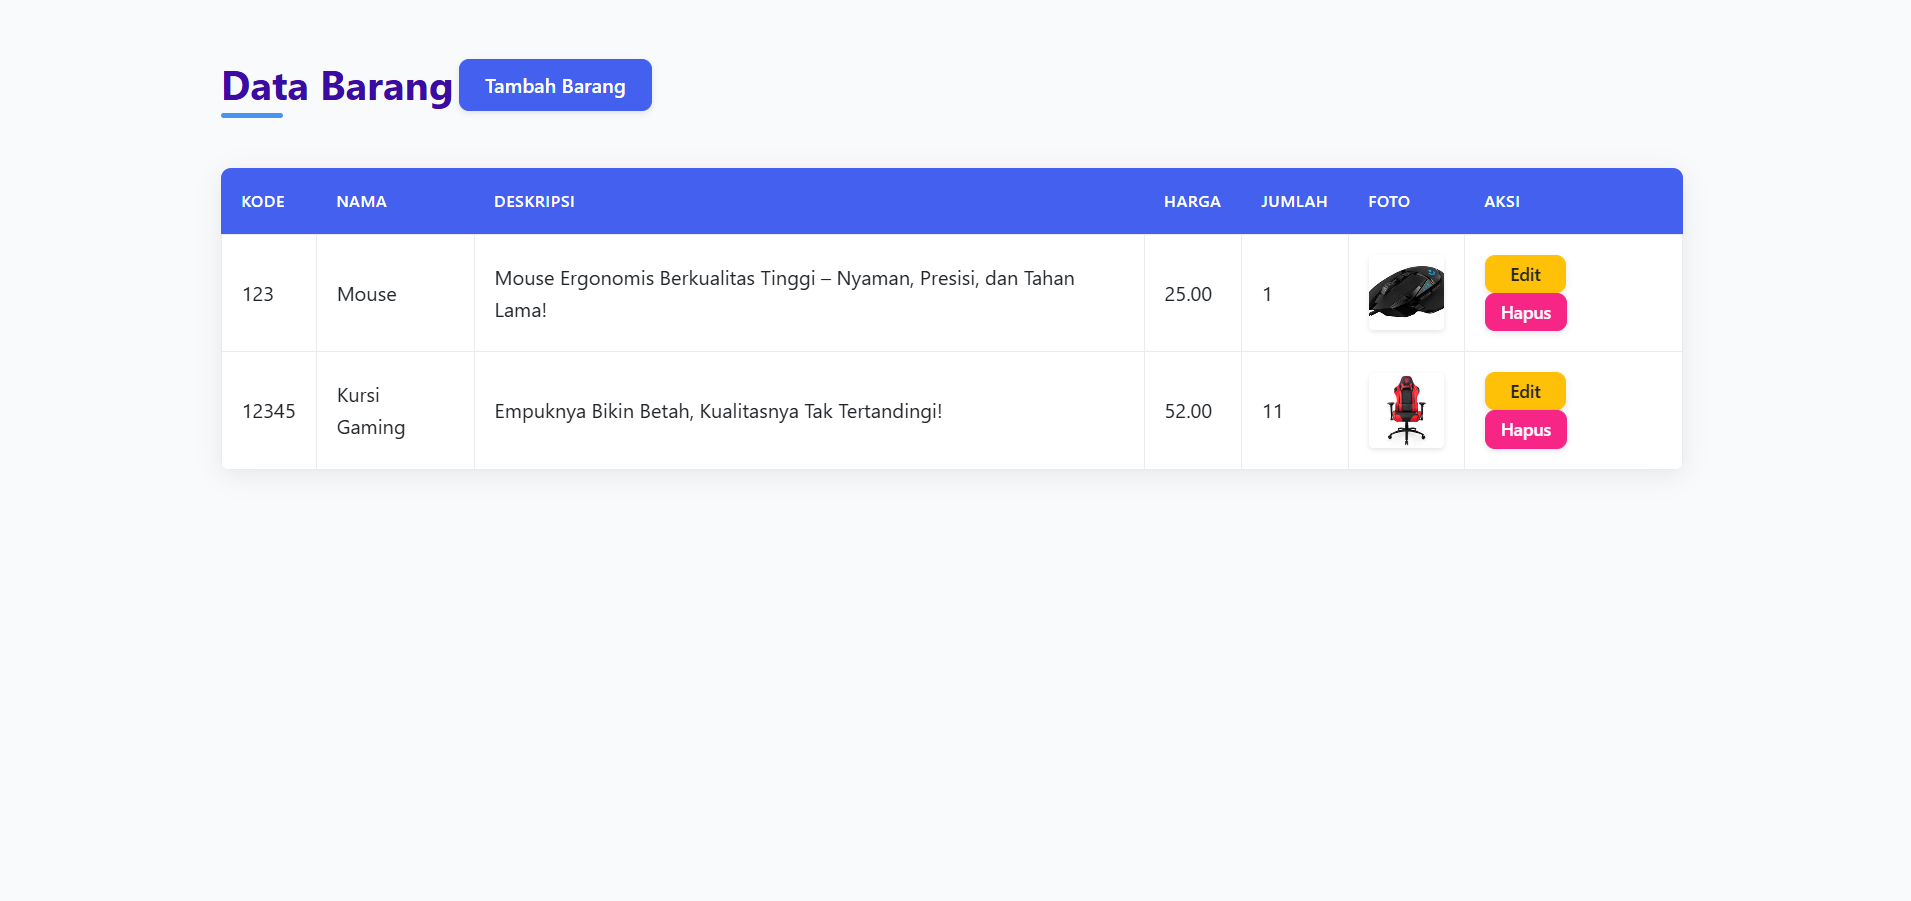 Data Barang Tambah Barang
KODE NAMA DESKRIPSI HARGA JUMLAH FOTO AKSI
123 Mouse Mouse Ergonomis Berkualitas Tinggi – Nyaman, Presisi, dan Tahan
Lama! 25.00 1 Edit
Hapus
12345 Kursi
Gaming Empuknya Bikin Betah, Kualitasnya Tak Tertandingi! 52.00 11 Edit
Hapus